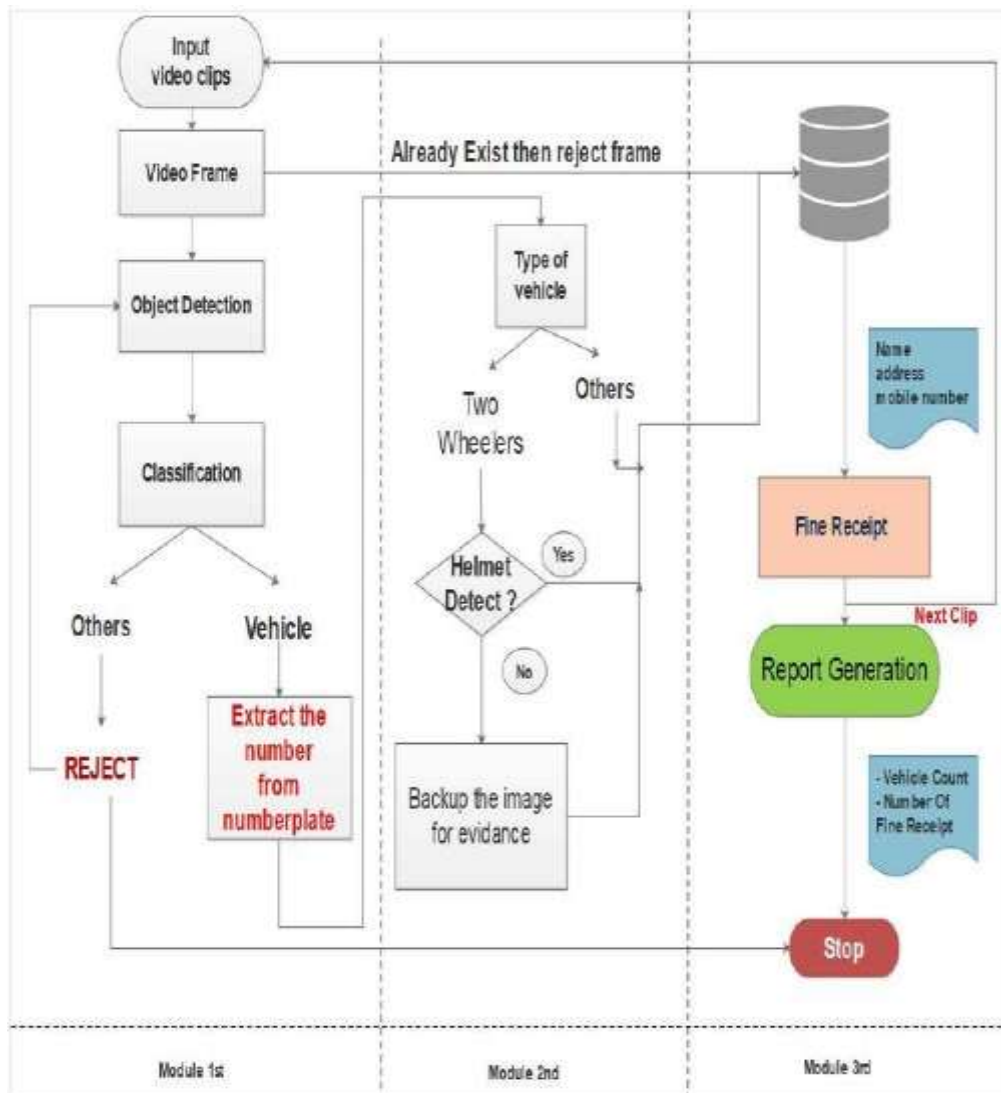 Input
video clips
Video Frame
Object Detection
Classification
Others
Vehicle
REJECT
Extract the
number
from
numberplate
Module 1st
Already Exist then reject frame
Type of
vehicle
Two
Wheelers
Others
Helmet
Detect ?
Yes
No
Backup the image
for evidance
Module 2nd
Name
address
mobile number
Fine Receipt
Next Clip
Report Generation
- Vehicle Count
- Number Of
Fine Receipt
Stop
Module 3rd